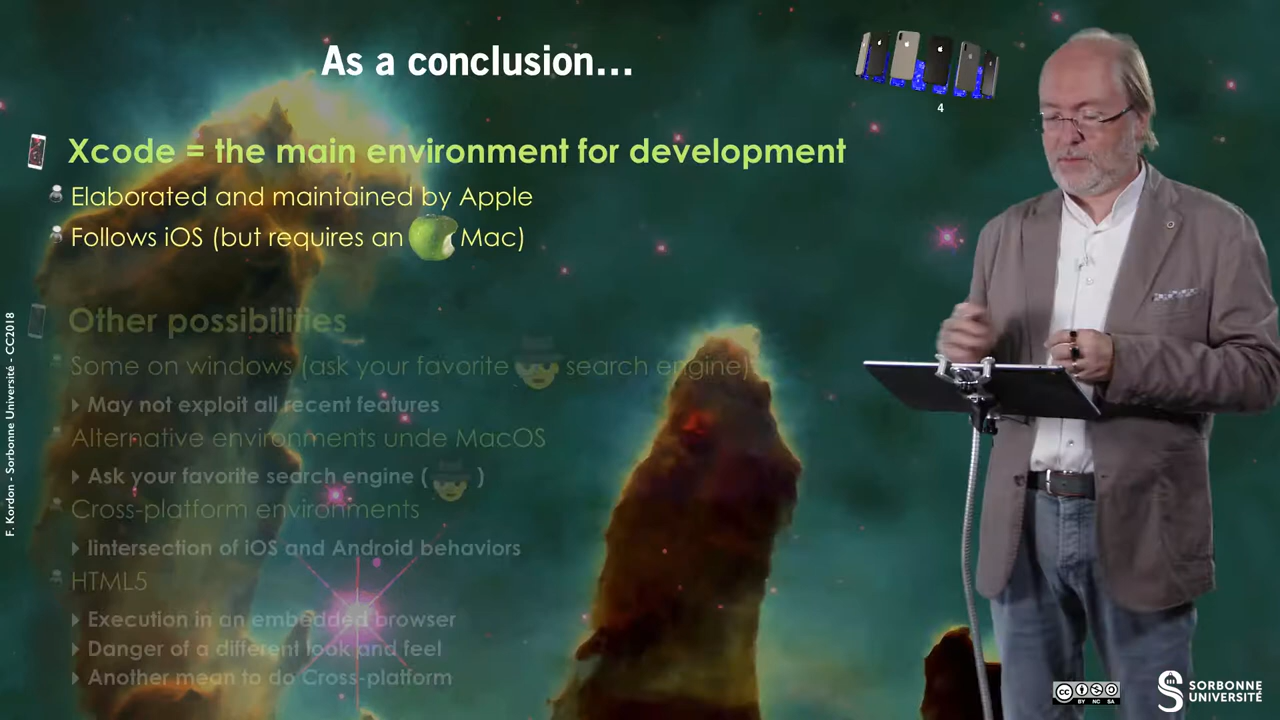 As a conclusion...
4
Xcode = the main environment for development
Elaborated and maintained by Apple
Follows iOS (but requires an Mac)
Other possibilities
Some on windows (ask your favorite search engine)
May not exploit all recent features
Alternative environments unde MacOS
Ask your favorite search engine ( )
Cross-platform environments
Iintersection of iOS and Android behaviors
HTML5
Execution in an embedded browser
Danger of a different look and feel
Another mean to do Cross-platform
F. Kordon - Sorbonne Université - CC2018
CC BY NC SA
SORBONNE
UNIVERSITÉ